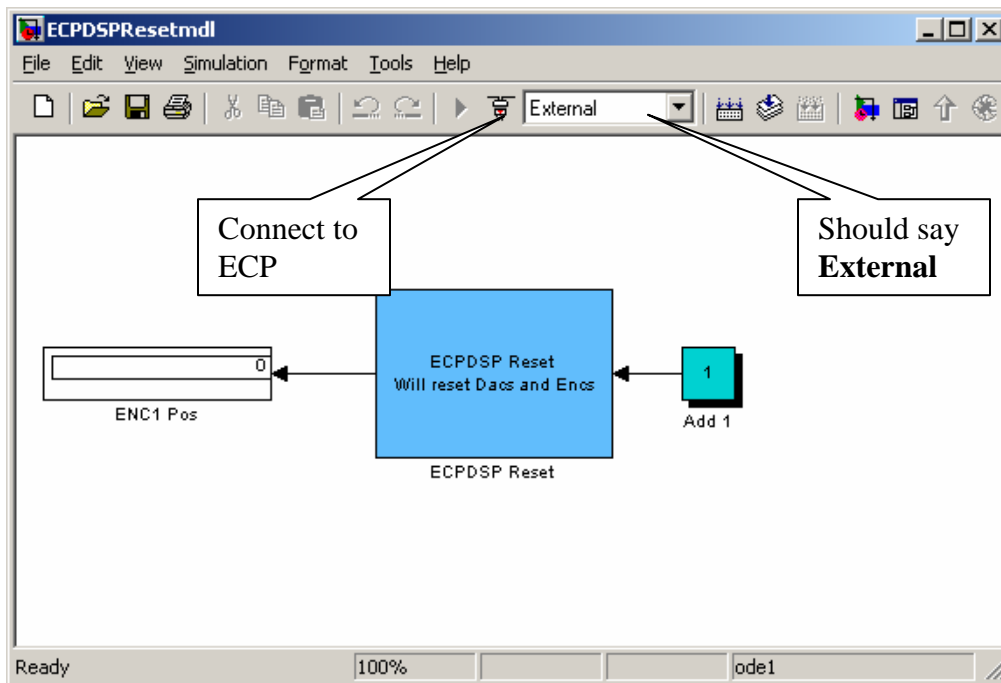 ECPDSPResetmdl
File Edit View Simulation Format Tools Help
External
Connect to
ECP
Should say
External
0
ENC1 Pos
ECPDSP Reset
Will reset Dacs and Encs
ECPDSP Reset
1
Add 1
Ready 100% ode1